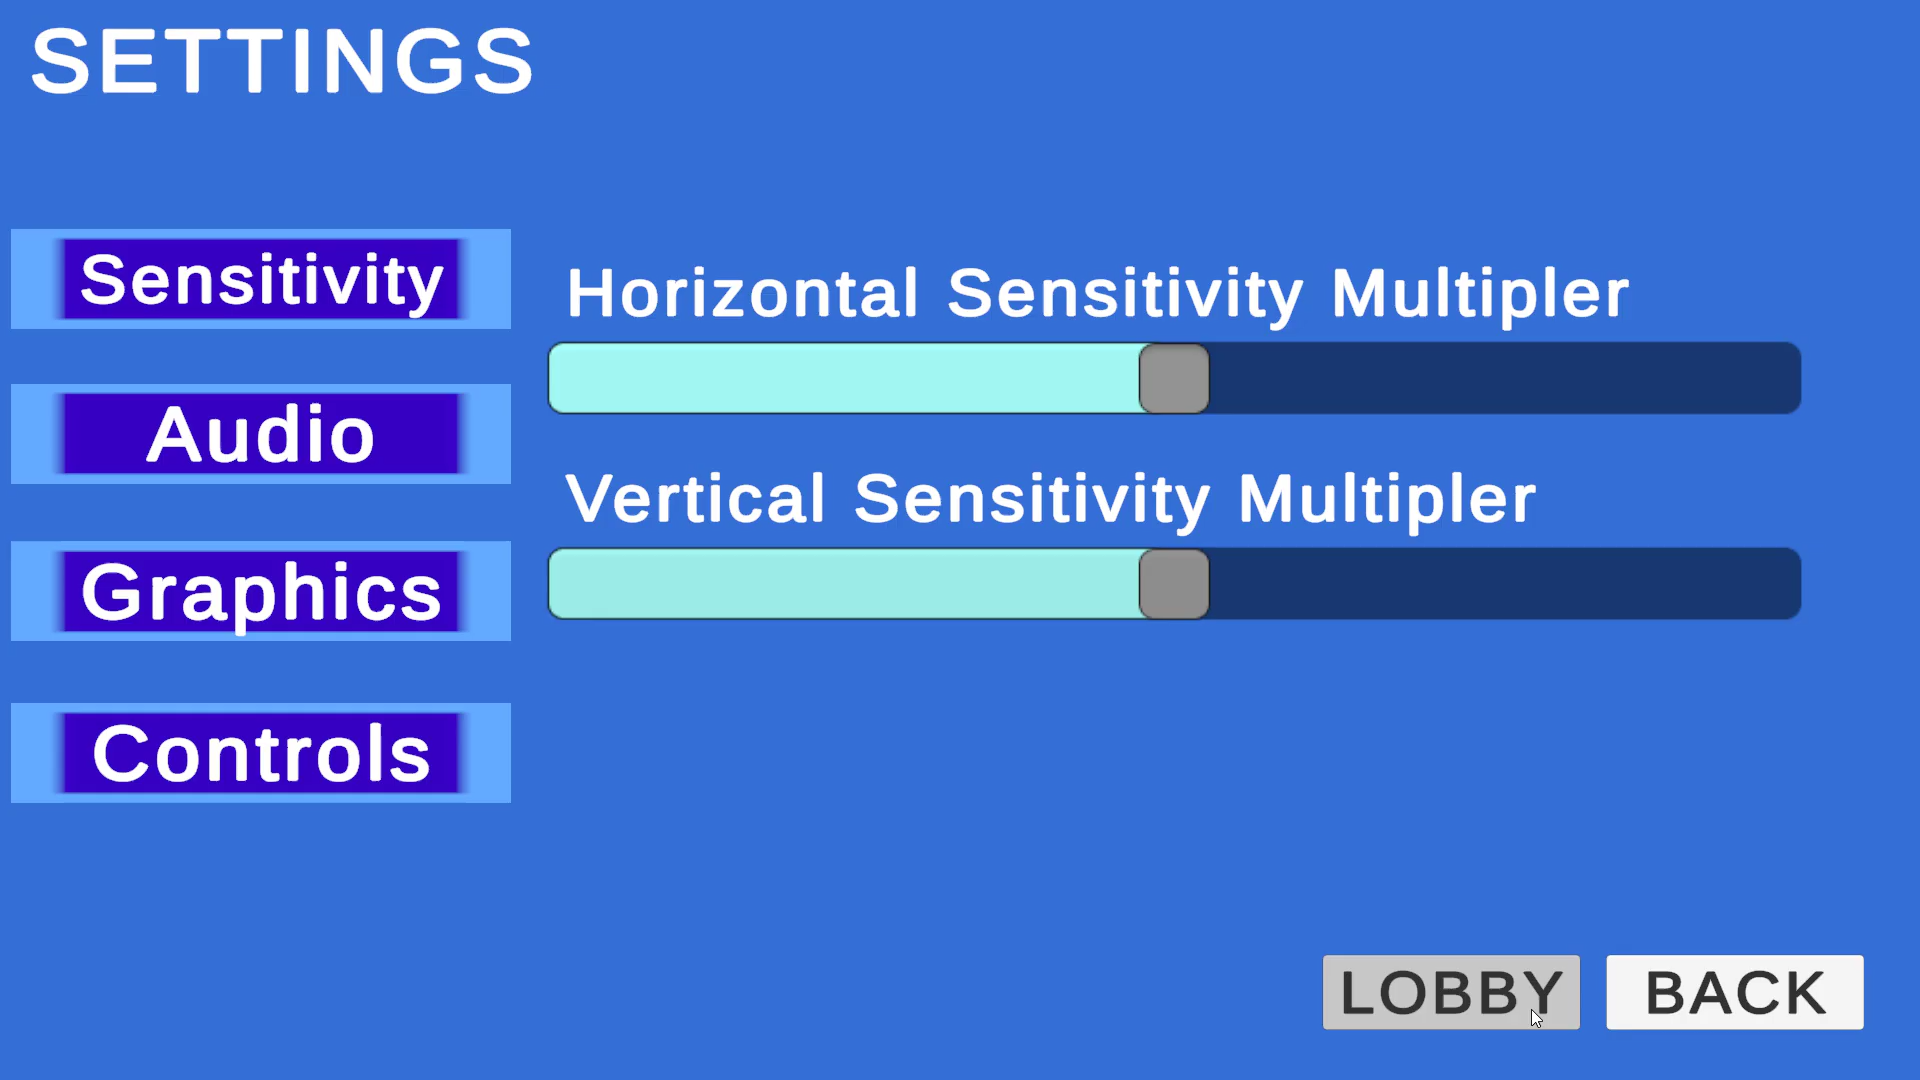 SETTINGS
Sensitivity
Audio
Graphics
Controls
Horizontal Sensitivity Multipler
Vertical Sensitivity Multipler
LOBBY
BACK